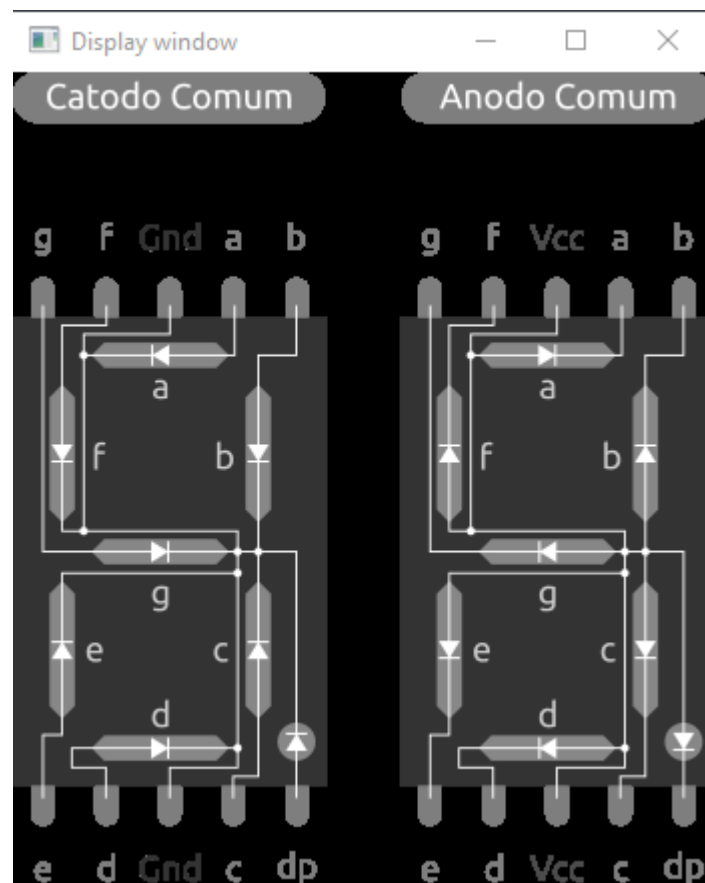 Display window
Catodo Comum Anodo Comum
g f Gnd a b g f Vcc a b
a a
f b f b
g g
e c e c
d d
e d Gnd c dp e d Vcc c dp